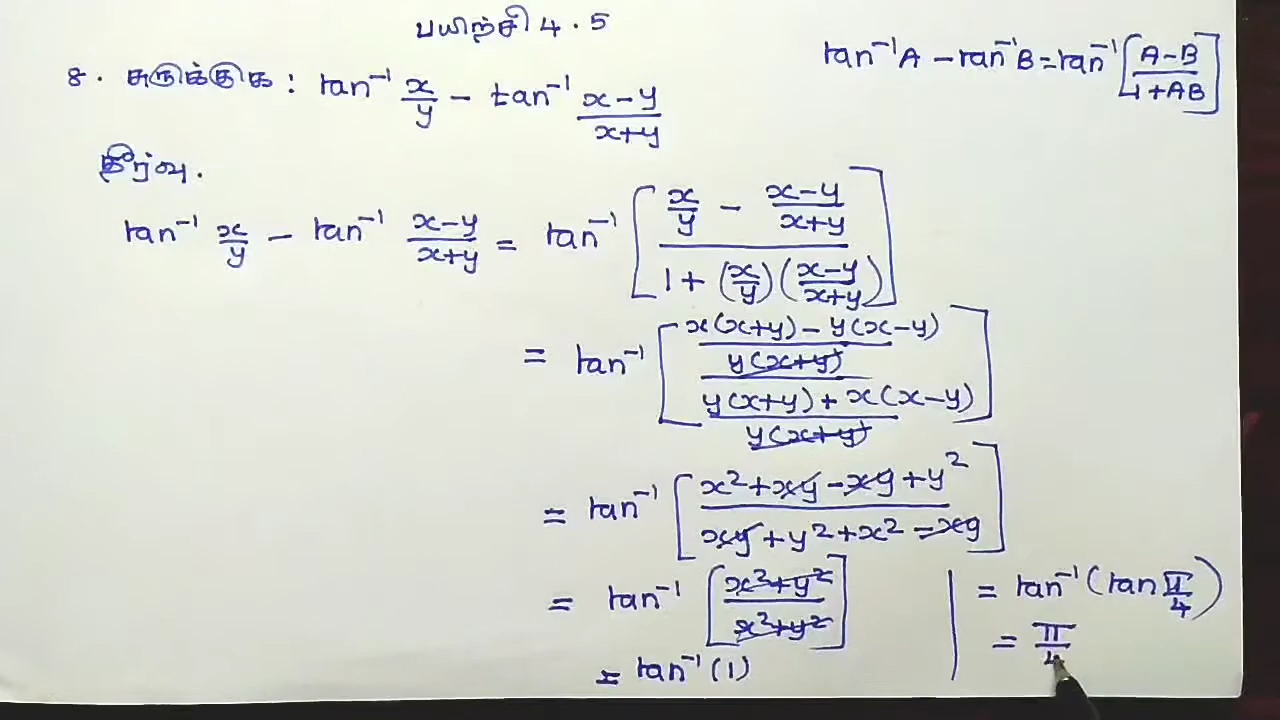 பயிற்சி 4.5
8. சுருக்குக : tan⁻¹ x/y − tan⁻¹ (x−y)/(x+y)
tan⁻¹A − tan⁻¹B = tan⁻¹[(A−B)/(1+AB)]
தீர்வு.
tan⁻¹ x/y − tan⁻¹ (x−y)/(x+y) = tan⁻¹[(x/y − (x−y)/(x+y))/(1 + (x/y)((x−y)/(x+y)))]
= tan⁻¹[((x(x+y) − y(x−y))/(y(x+y)))/((y(x+y) + x(x−y))/(y(x+y)))]
= tan⁻¹[(x² + xy − xy + y²)/(xy + y² + x² − xy)]
= tan⁻¹[(x²+y²)/(x²+y²)]
= tan⁻¹(1)
= tan⁻¹(tan π/4)
= π/4